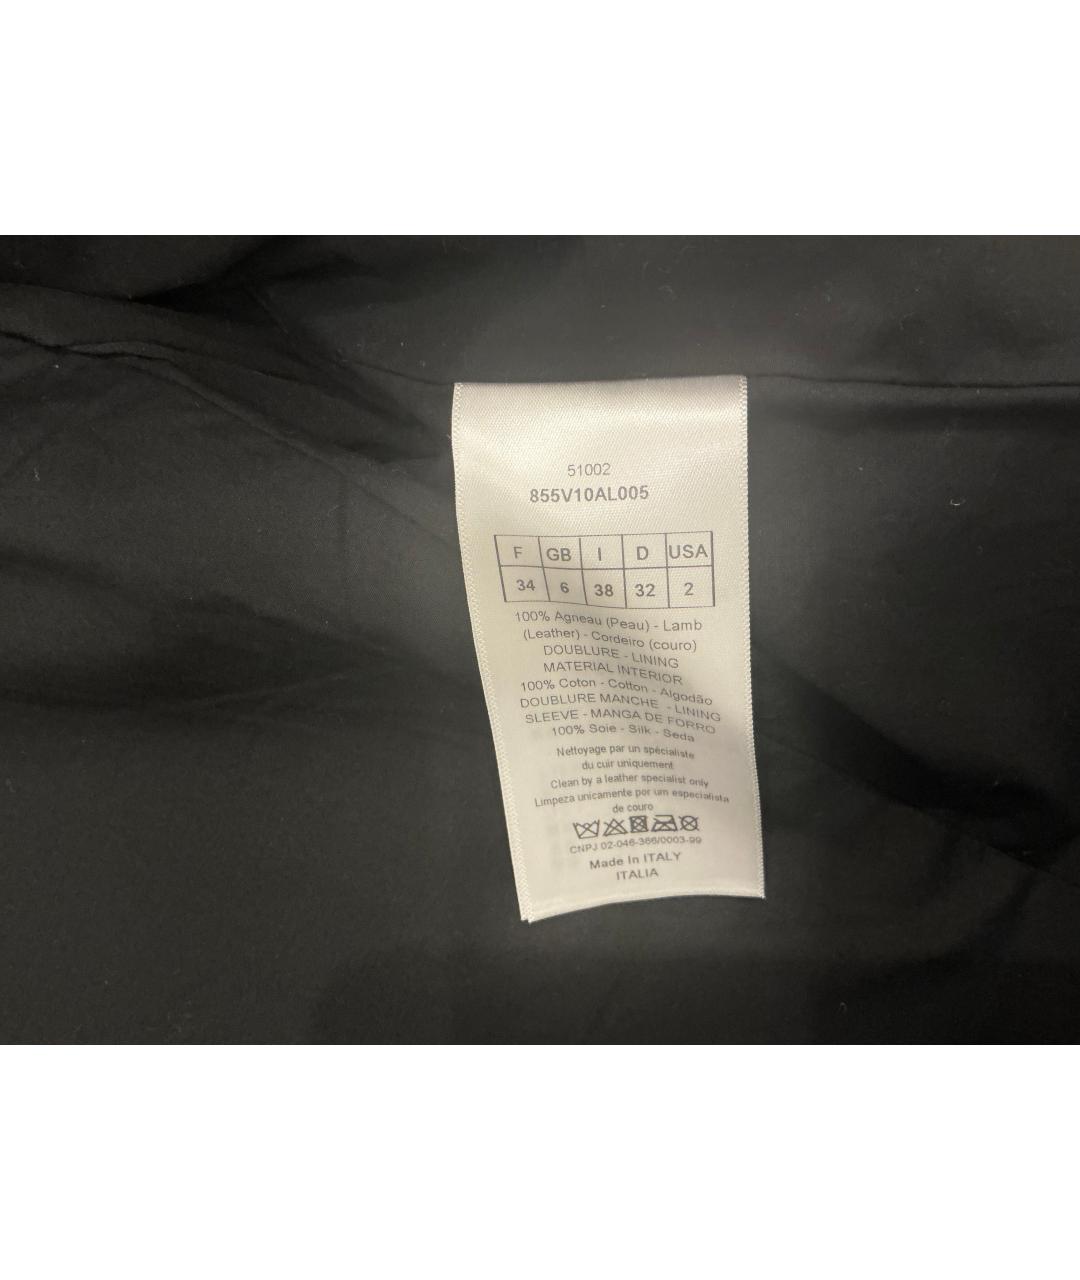 51002
855V10AL005
F GB I D USA
34 6 38 32 2
100% Agneau (Peau) - Lamb
(Leather) - Cordeiro (couro)
DOUBLURE - LINING
MATERIAL INTERIOR
100% Coton - Cotton - Algodão
DOUBLURE MANCHE - LINING
SLEEVE - MANGA DE FORRO
100% Soie - Silk - Seda
Nettoyage par un spécialiste
du cuir uniquement
Clean by a leather specialist only
Limpeza unicamente por um especialista
de couro
CNPJ 02-046-366/0003-99
Made In ITALY
ITALIA